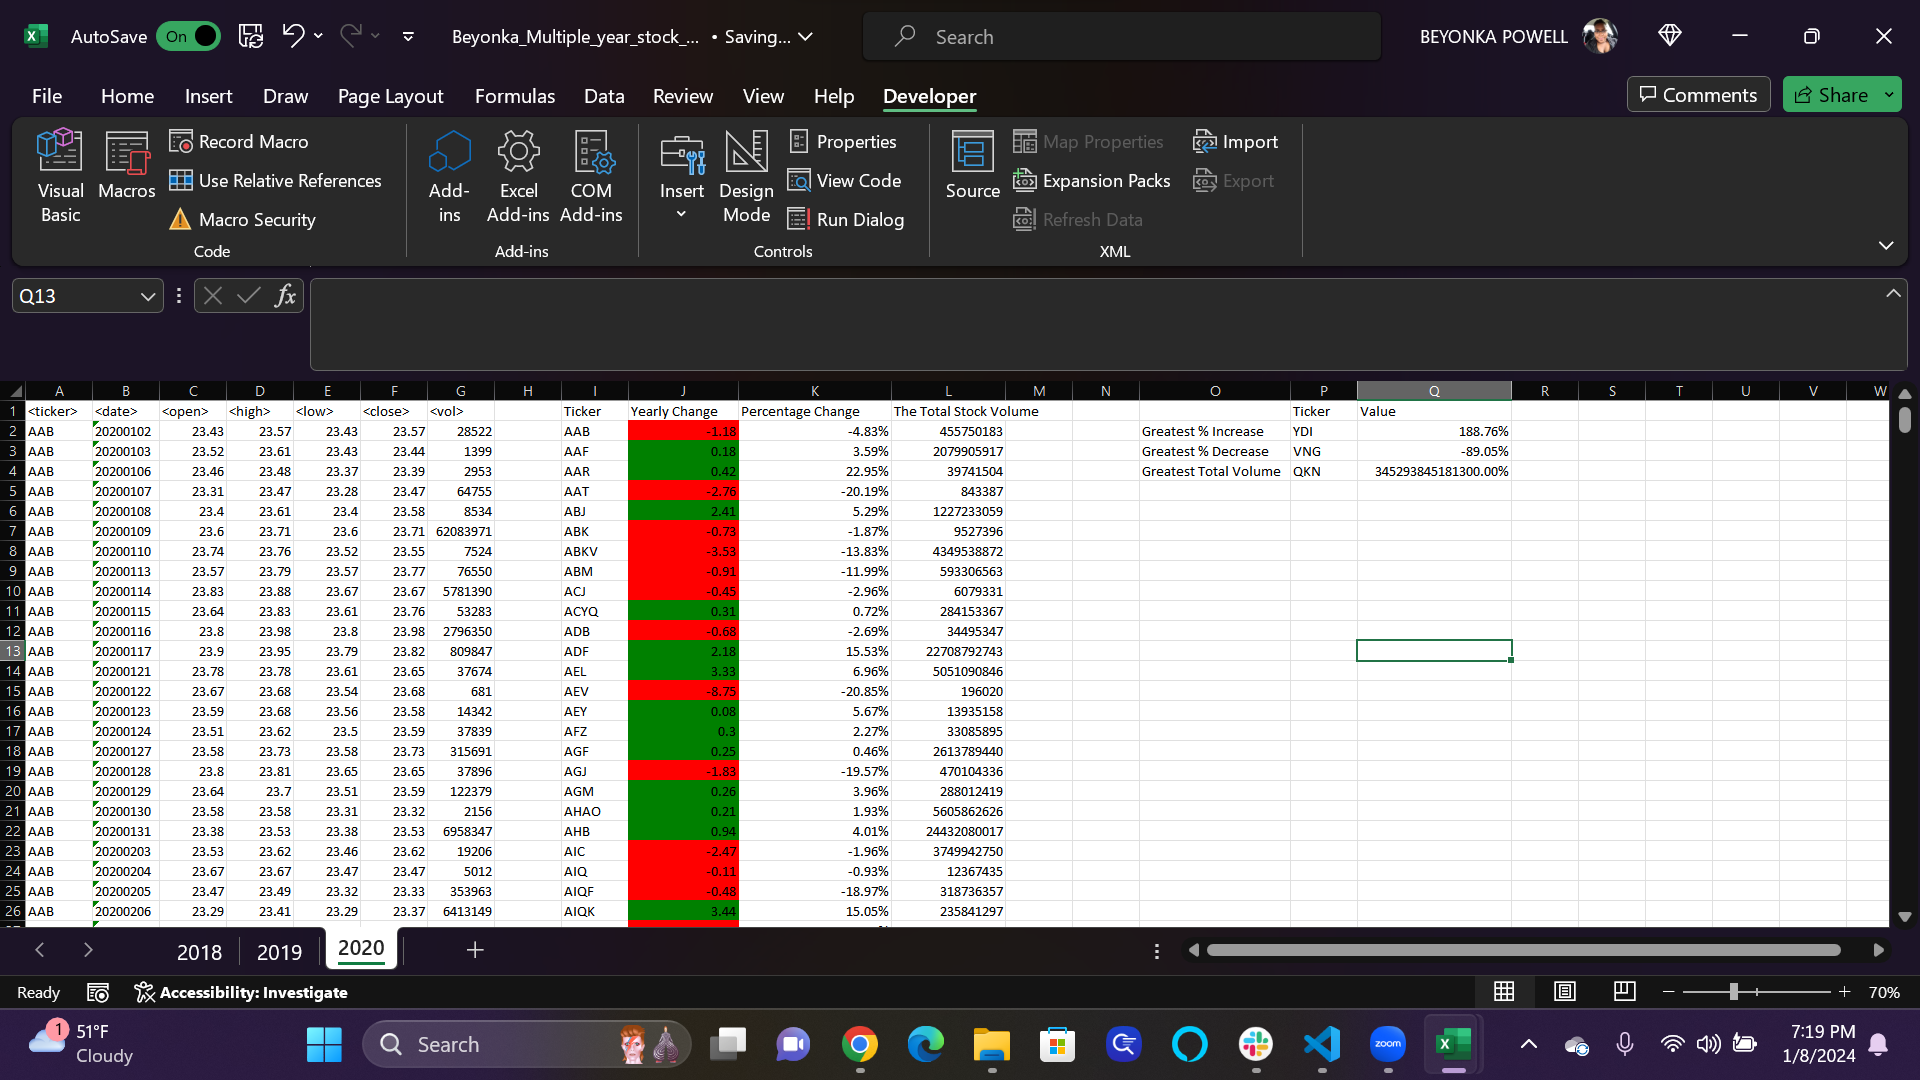 AutoSave On Beyonka_Multiple_year_stock_... • Saving... Search BEYONKA POWELL
File Home Insert Draw Page Layout Formulas Data Review View Help Developer Comments Share
Visual Basic Macros Record Macro Use Relative References Macro Security Code
Add-ins Excel Add-ins COM Add-ins Add-ins
Insert Design Mode Properties View Code Run Dialog Controls
Source Map Properties Expansion Packs Refresh Data Import Export XML
Q13 fx
A B C D E F G H I J K L M N O P Q R S T U V W
1 <ticker> <date> <open> <high> <low> <close> <vol> Ticker Yearly Change Percentage Change The Total Stock Volume Ticker Value
2 AAB 20200102 23.43 23.57 23.43 23.57 28522 AAB -1.18 -4.83% 455750183 Greatest % Increase YDI 188.76%
3 AAB 20200103 23.52 23.61 23.43 23.44 1399 AAF 0.18 3.59% 2079905917 Greatest % Decrease VNG -89.05%
4 AAB 20200106 23.46 23.48 23.37 23.39 2953 AAR 0.42 22.95% 39741504 Greatest Total Volume QKN 345293845181300.00%
5 AAB 20200107 23.31 23.47 23.28 23.47 64755 AAT -2.76 -20.19% 843387
6 AAB 20200108 23.4 23.61 23.4 23.58 8534 ABJ 2.41 5.29% 1227233059
7 AAB 20200109 23.6 23.71 23.6 23.71 62083971 ABK -0.73 -1.87% 9527396
8 AAB 20200110 23.74 23.76 23.52 23.55 7524 ABKV -3.53 -13.83% 4349538872
9 AAB 20200113 23.57 23.79 23.57 23.77 76550 ABM -0.91 -11.99% 593306563
10 AAB 20200114 23.83 23.88 23.67 23.67 5781390 ACJ -0.45 -2.96% 6079331
11 AAB 20200115 23.64 23.83 23.61 23.76 53283 ACYQ 0.31 0.72% 284153367
12 AAB 20200116 23.8 23.98 23.8 23.98 2796350 ADB -0.68 -2.69% 34495347
13 AAB 20200117 23.9 23.95 23.79 23.82 809847 ADF 2.18 15.53% 22708792743
14 AAB 20200121 23.78 23.78 23.61 23.65 37674 AEL 3.33 6.96% 5051090846
15 AAB 20200122 23.67 23.68 23.54 23.68 681 AEV -8.75 -20.85% 196020
16 AAB 20200123 23.59 23.68 23.56 23.58 14342 AEY 0.08 5.67% 13935158
17 AAB 20200124 23.51 23.62 23.5 23.59 37839 AFZ 0.3 2.27% 33085895
18 AAB 20200127 23.58 23.73 23.58 23.73 315691 AGF 0.25 0.46% 2613789440
19 AAB 20200128 23.8 23.81 23.65 23.65 37896 AGJ -1.83 -19.57% 470104336
20 AAB 20200129 23.64 23.7 23.51 23.59 122379 AGM 0.26 3.96% 288012419
21 AAB 20200130 23.58 23.58 23.31 23.32 2156 AHAO 0.21 1.93% 5605862626
22 AAB 20200131 23.38 23.53 23.38 23.53 6958347 AHB 0.94 4.01% 24432080017
23 AAB 20200203 23.53 23.62 23.46 23.62 19206 AIC -2.47 -1.96% 3749942750
24 AAB 20200204 23.67 23.67 23.47 23.47 5012 AIQ -0.11 -0.93% 12367435
25 AAB 20200205 23.47 23.49 23.32 23.33 353963 AIQF -0.48 -18.97% 318736357
26 AAB 20200206 23.29 23.41 23.29 23.37 6413149 AIQK 3.44 15.05% 235841297
2018 2019 2020
Ready Accessibility: Investigate 70%
1 51°F Cloudy Search zoom 7:19 PM 1/8/2024